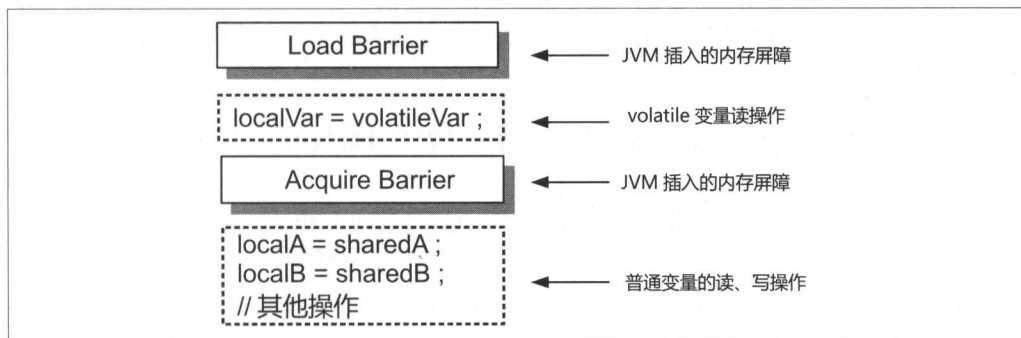 Load Barrier
JVM 插入的内存屏障
localVar = volatileVar ;
volatile 变量读操作
Acquire Barrier
JVM 插入的内存屏障
localA = sharedA ;
localB = sharedB ;
// 其他操作
普通变量的读、写操作